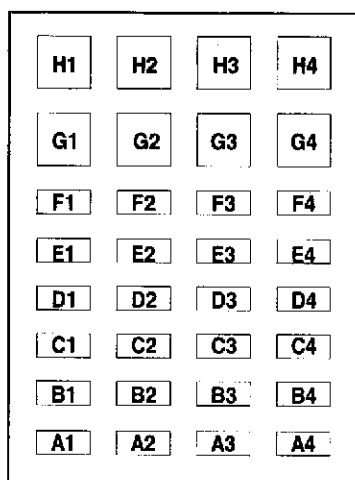 H1 H2 H3 H4
G1 G2 G3 G4
F1 F2 F3 F4
E1 E2 E3 E4
D1 D2 D3 D4
C1 C2 C3 C4
B1 B2 B3 B4
A1 A2 A3 A4